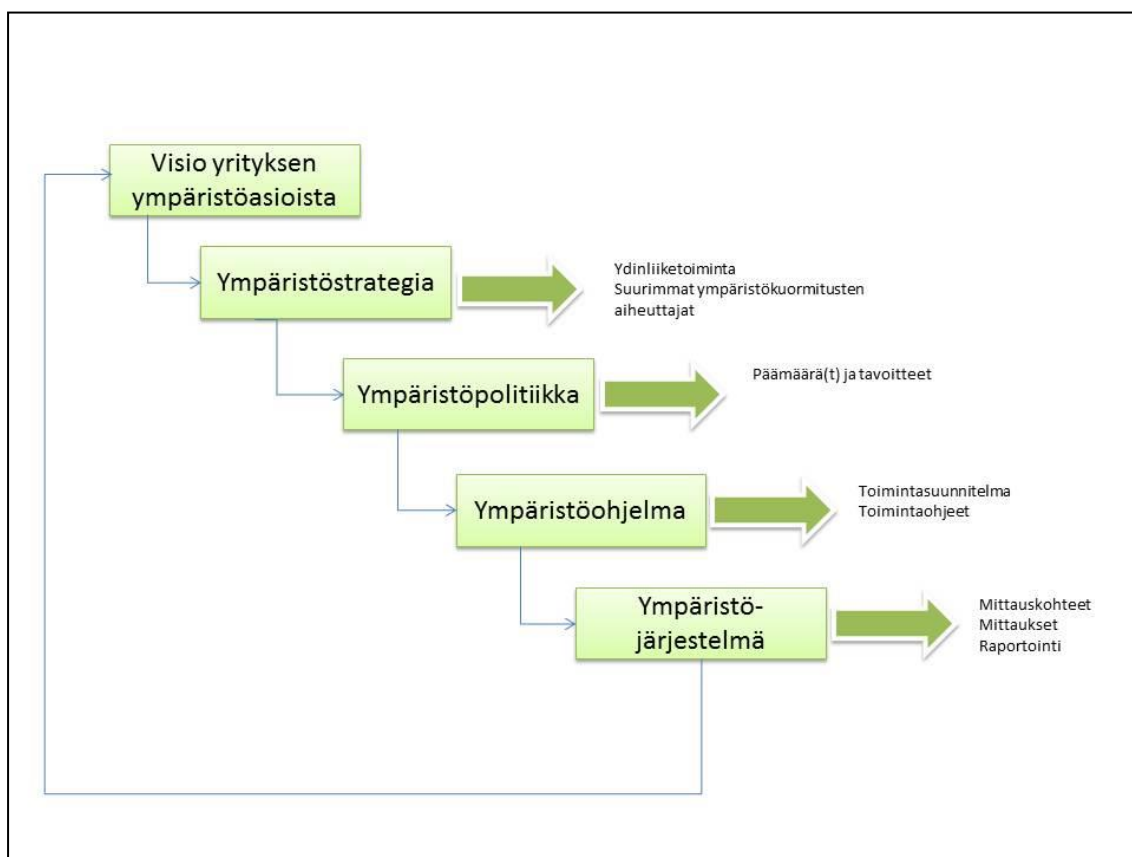 Visio yrityksen
ympäristöasioista
Ympäristöstrategia
Ydinliiketoiminta
Suurimmat ympäristökuormitusten
aiheuttajat
Ympäristöpolitiikka
Päämäärä(t) ja tavoitteet
Ympäristöohjelma
Toimintasuunnitelma
Toimintaohjeet
Ympäristö-
järjestelmä
Mittauskohteet
Mittaukset
Raportointi